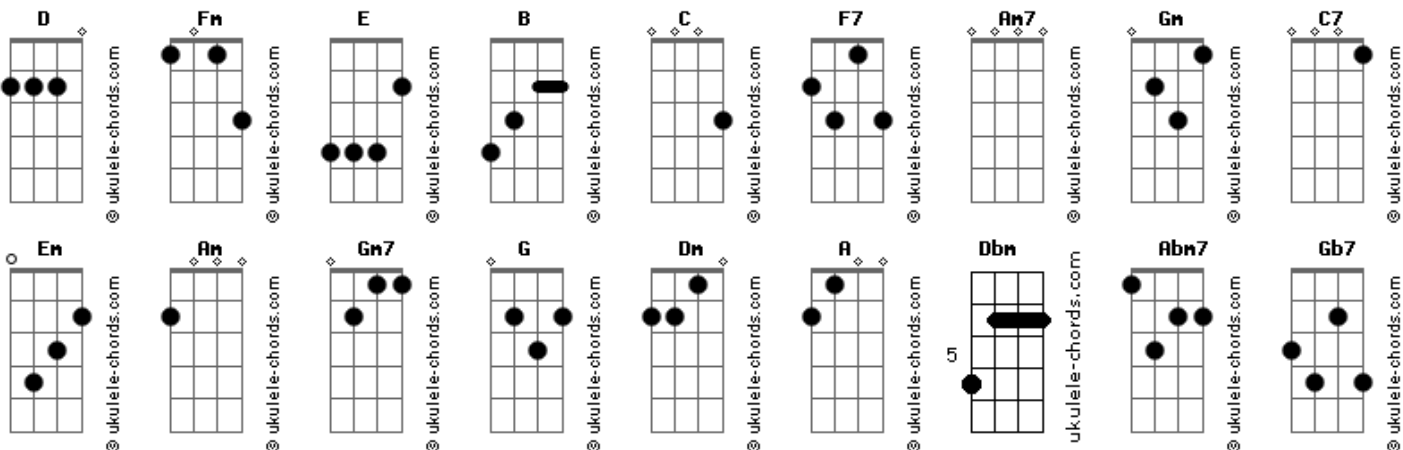 D Fm E B C F7 Am7 Gm C7
© ukulele-chords.com © ukulele-chords.com © ukulele-chords.com © ukulele-chords.com © ukulele-chords.com © ukulele-chords.com © ukulele-chords.com © ukulele-chords.com © ukulele-chords.com
Em Am Gm7 G Dm A Dbm Abm7 Gb7
5
© ukulele-chords.com © ukulele-chords.com © ukulele-chords.com © ukulele-chords.com © ukulele-chords.com © ukulele-chords.com ukulele-chords.com © ukulele-chords.com © ukulele-chords.com